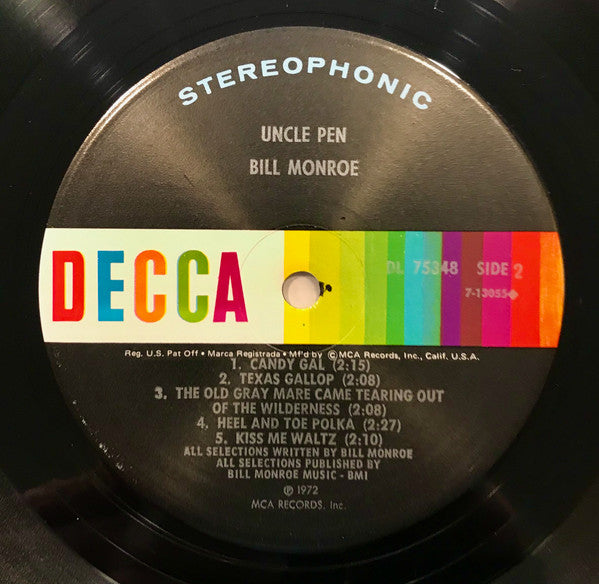 STEREOPHONIC
UNCLE PEN
BILL MONROE
DECCA
DL 75348 SIDE 2
7-13055◆
Reg. U.S. Pat Off • Marca Registrada • Mf'd by ©MCA Records, Inc., Calif. U.S.A.
1. CANDY GAL (2:15)
2. TEXAS GALLOP (2:08)
3. THE OLD GRAY MARE CAME TEARING OUT
OF THE WILDERNESS (2:08)
4. HEEL AND TOE POLKA (2:27)
5. KISS ME WALTZ (2:10)
ALL SELECTIONS WRITTEN BY BILL MONROE
ALL SELECTIONS PUBLISHED BY
BILL MONROE MUSIC - BMI
℗ 1972
MCA RECORDS, Inc.